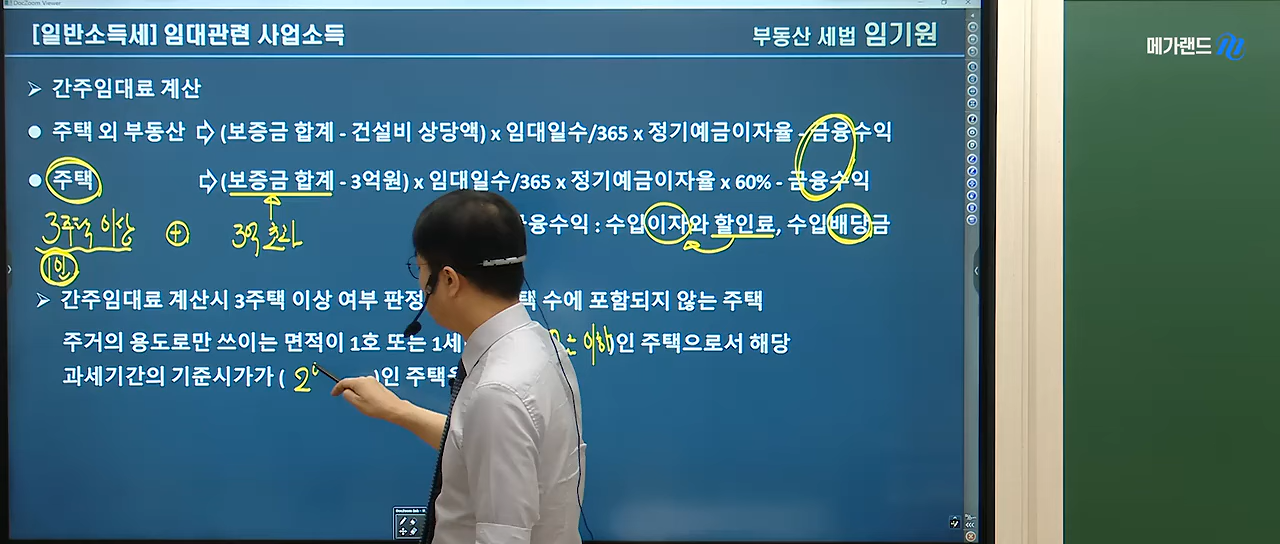 DocZoom Viewer
[일반소득세] 임대관련 사업소득
부동산 세법 임기원
메가랜드
➢ 간주임대료 계산
● 주택 외 부동산 ⇨ (보증금 합계 - 건설비 상당액) x 임대일수/365 x 정기예금이자율 - 금융수익
● 주택 ⇨ (보증금 합계 - 3억원) x 임대일수/365 x 정기예금이자율 x 60% - 금융수익
금융수익 : 수입이자와 할인료, 수입배당금
3주택 이상 + 3억 초과
1인
➢ 간주임대료 계산시 3주택 이상 여부 판정 택 수에 포함되지 않는 주택
주거의 용도로만 쓰이는 면적이 1호 또는 1세 이하)인 주택으로서 해당
과세기간의 기준시가가 ( 2 )인 주택